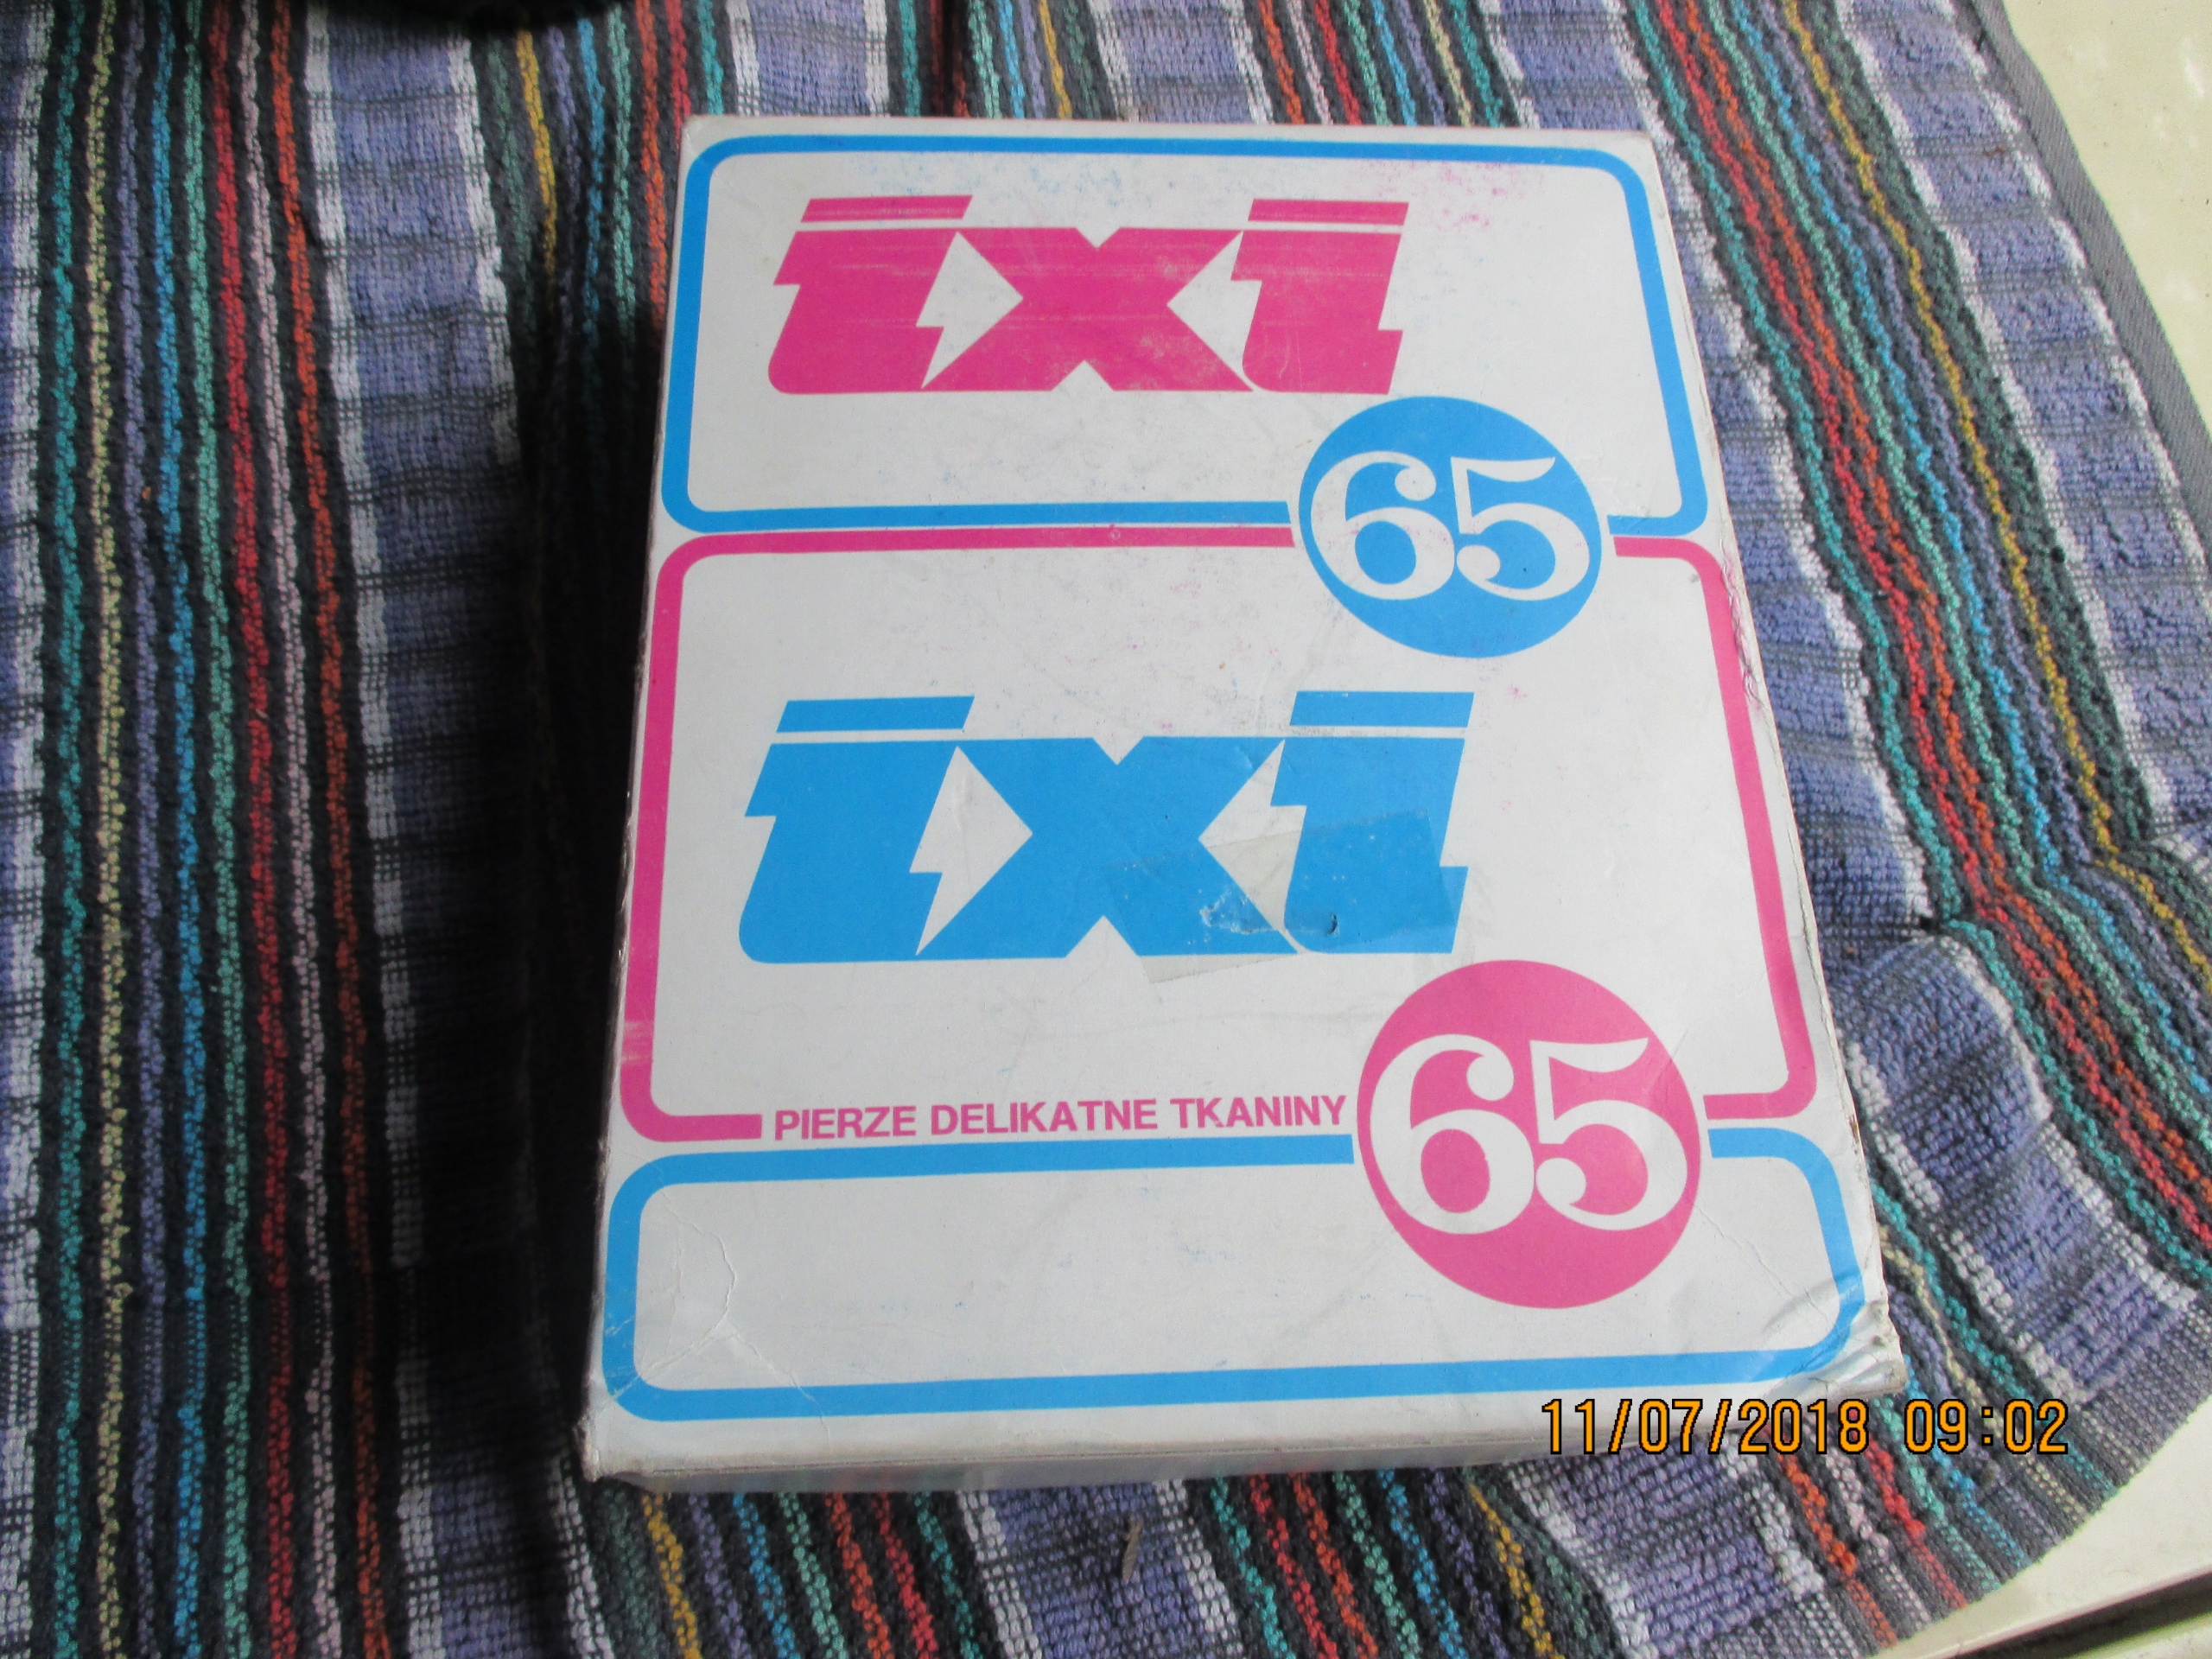 ixi
65
ixi
65
PIERZE DELIKATNE TKANINY
11/07/2018 09:02